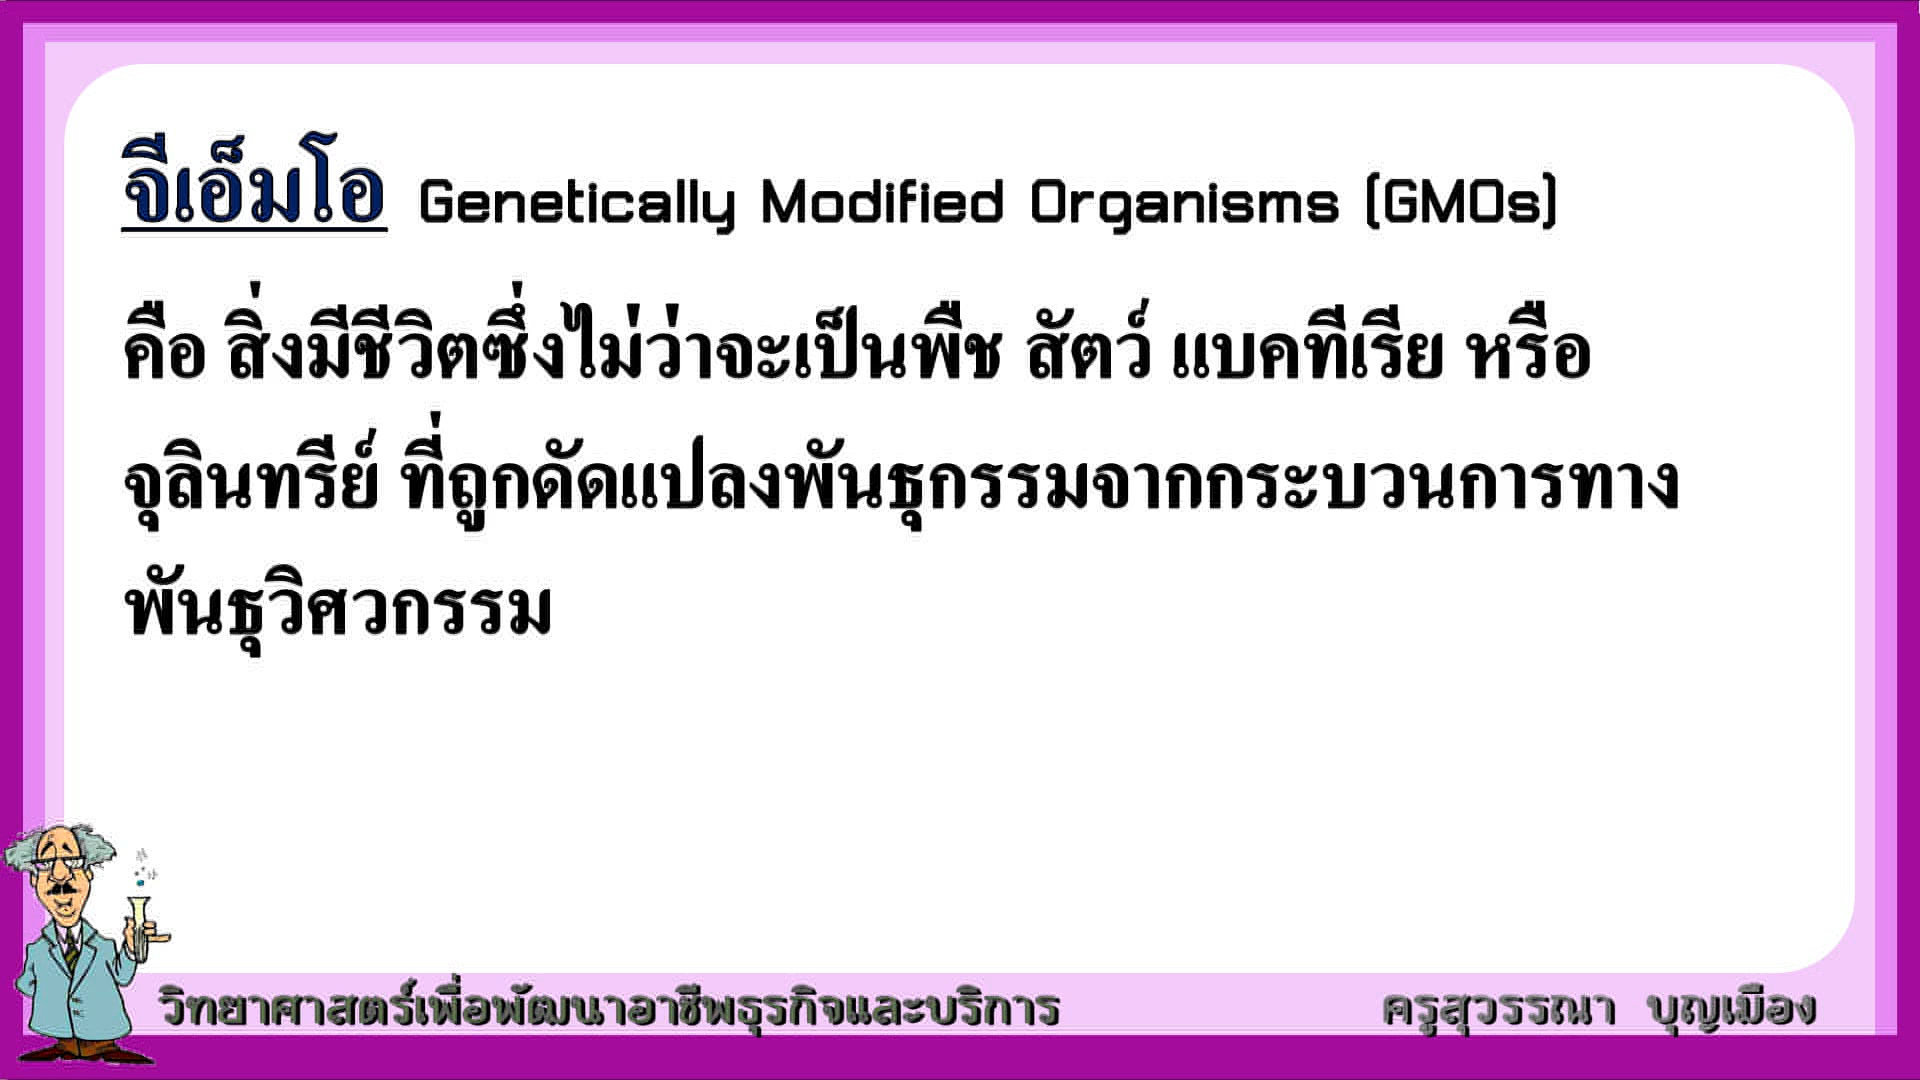 จีเอ็มโอ Genetically Modified Organisms (GMOs)
คือ สิ่งมีชีวิตซึ่งไม่ว่าจะเป็นพืช สัตว์ แบคทีเรีย หรือ
จุลินทรีย์ ที่ถูกดัดแปลงพันธุกรรมจากกระบวนการทาง
พันธุวิศวกรรม
วิทยาศาสตร์เพื่อพัฒนาอาชีพธุรกิจและบริการ ครูสุวรรณา บุญเมือง